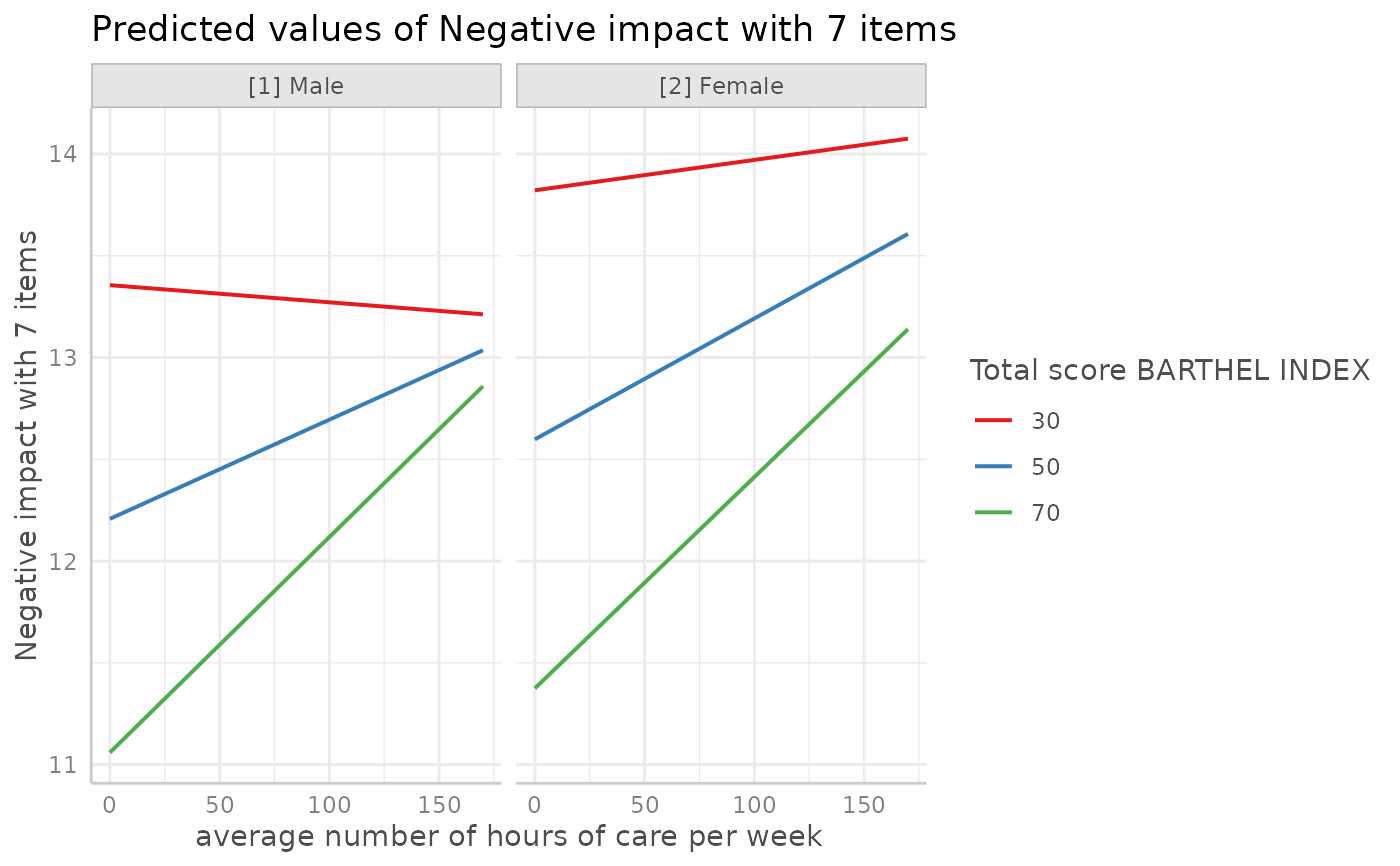 Predicted values of Negative impact with 7 items
[1] Male
[2] Female
Negative impact with 7 items
14
13
12
11
0
50
100
150
0
50
100
150
average number of hours of care per week
Total score BARTHEL INDEX
30
50
70